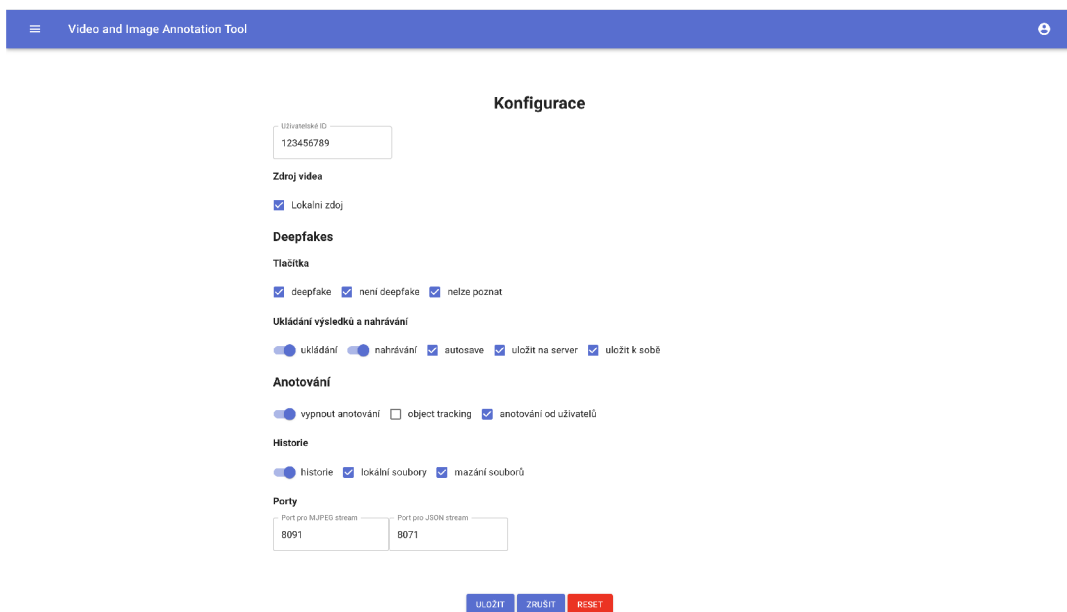 Video and Image Annotation Tool
Konfigurace
Uživatelské ID
123456789
Zdroj videa
Lokalni zdoj
Deepfakes
Tlačítka
deepfake není deepfake nelze poznat
Ukládání výsledků a nahrávání
ukládání nahrávání autosave uložit na server uložit k sobě
Anotování
vypnout anotování object tracking anotování od uživatelů
Historie
historie lokální soubory mazání souborů
Porty
Port pro MJPEG stream Port pro JSON stream
8091 8071
ULOŽIT ZRUŠIT RESET